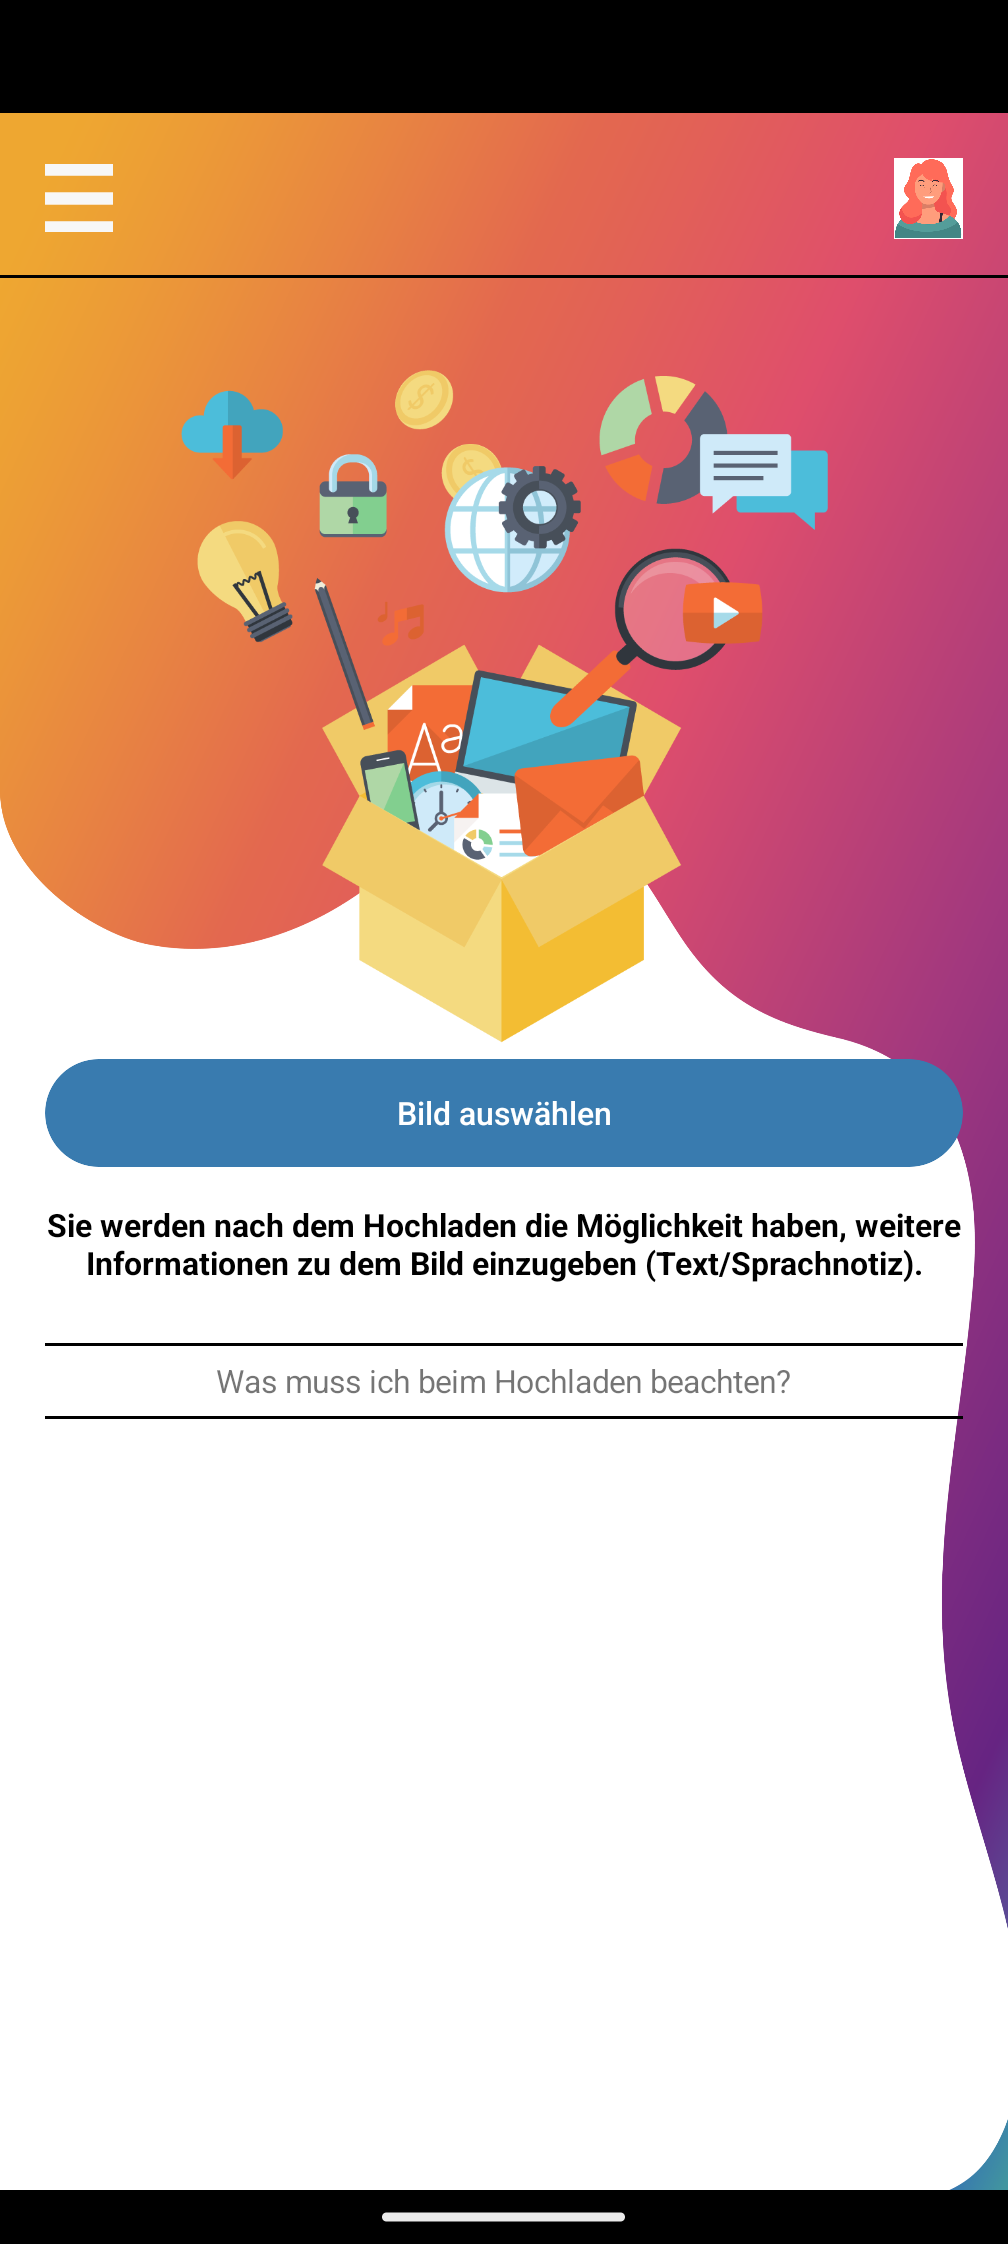 Aa
Bild auswählen
Sie werden nach dem Hochladen die Möglichkeit haben, weitere
Informationen zu dem Bild einzugeben (Text/Sprachnotiz).
Was muss ich beim Hochladen beachten?